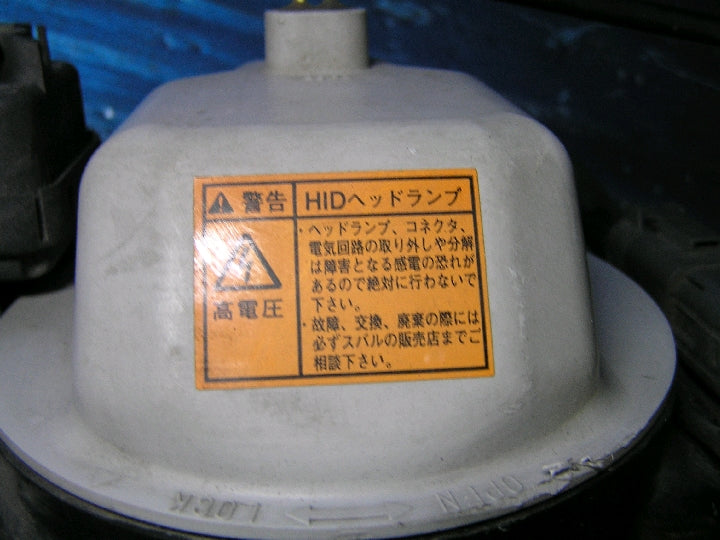 警告
HIDヘッドランプ
高電圧
・ヘッドランプ、コネクタ、
電気回路の取り外しや分解
は障害となる感電の恐れが
あるので絶対に行わないで
下さい。
・故障、交換、廃棄の際には
必ずスバルの販売店までご
相談下さい。
LOCK
OPEN